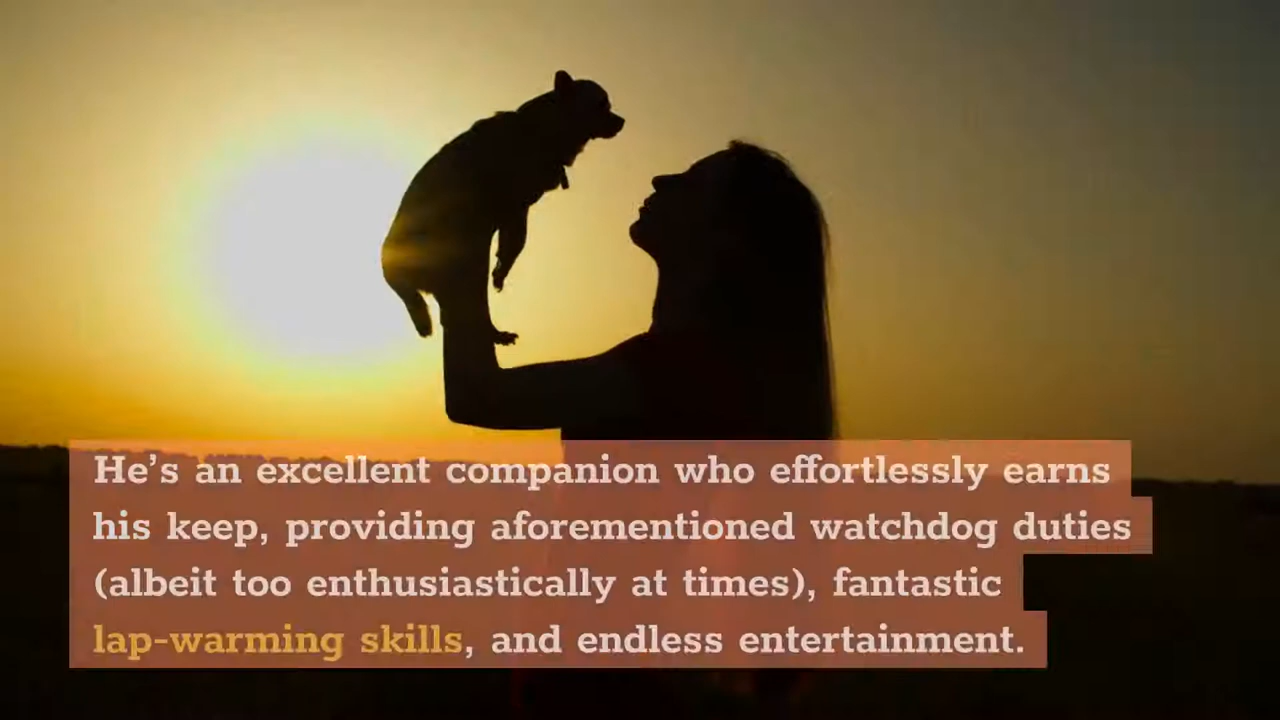 He’s an excellent companion who effortlessly earns
his keep, providing aforementioned watchdog duties
(albeit too enthusiastically at times), fantastic
lap-warming skills, and endless entertainment.